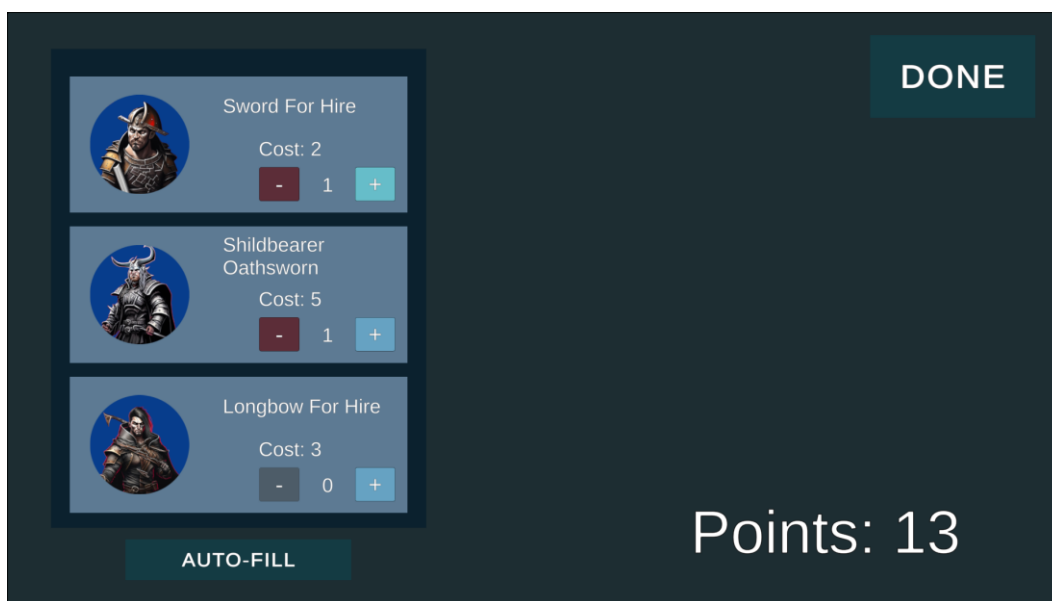 DONE
Sword For Hire
Cost: 2
- 1 +
Shildbearer
Oathsworn
Cost: 5
- 1 +
Longbow For Hire
Cost: 3
- 0 +
AUTO-FILL
Points: 13